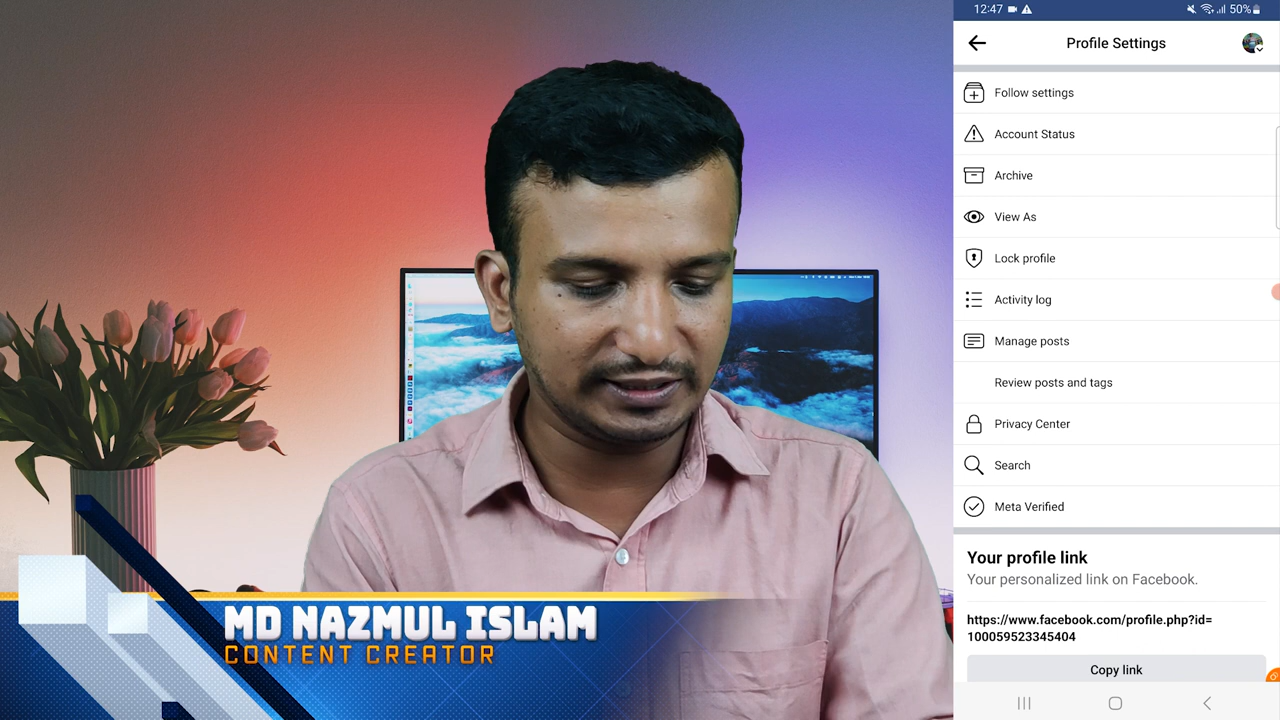 MD NAZMUL ISLAM
CONTENT CREATOR
12:47
50%
Profile Settings
Follow settings
Account Status
Archive
View As
Lock profile
Activity log
Manage posts
Review posts and tags
Privacy Center
Search
Meta Verified
Your profile link
Your personalized link on Facebook.
https://www.facebook.com/profile.php?id=
100059523345404
Copy link